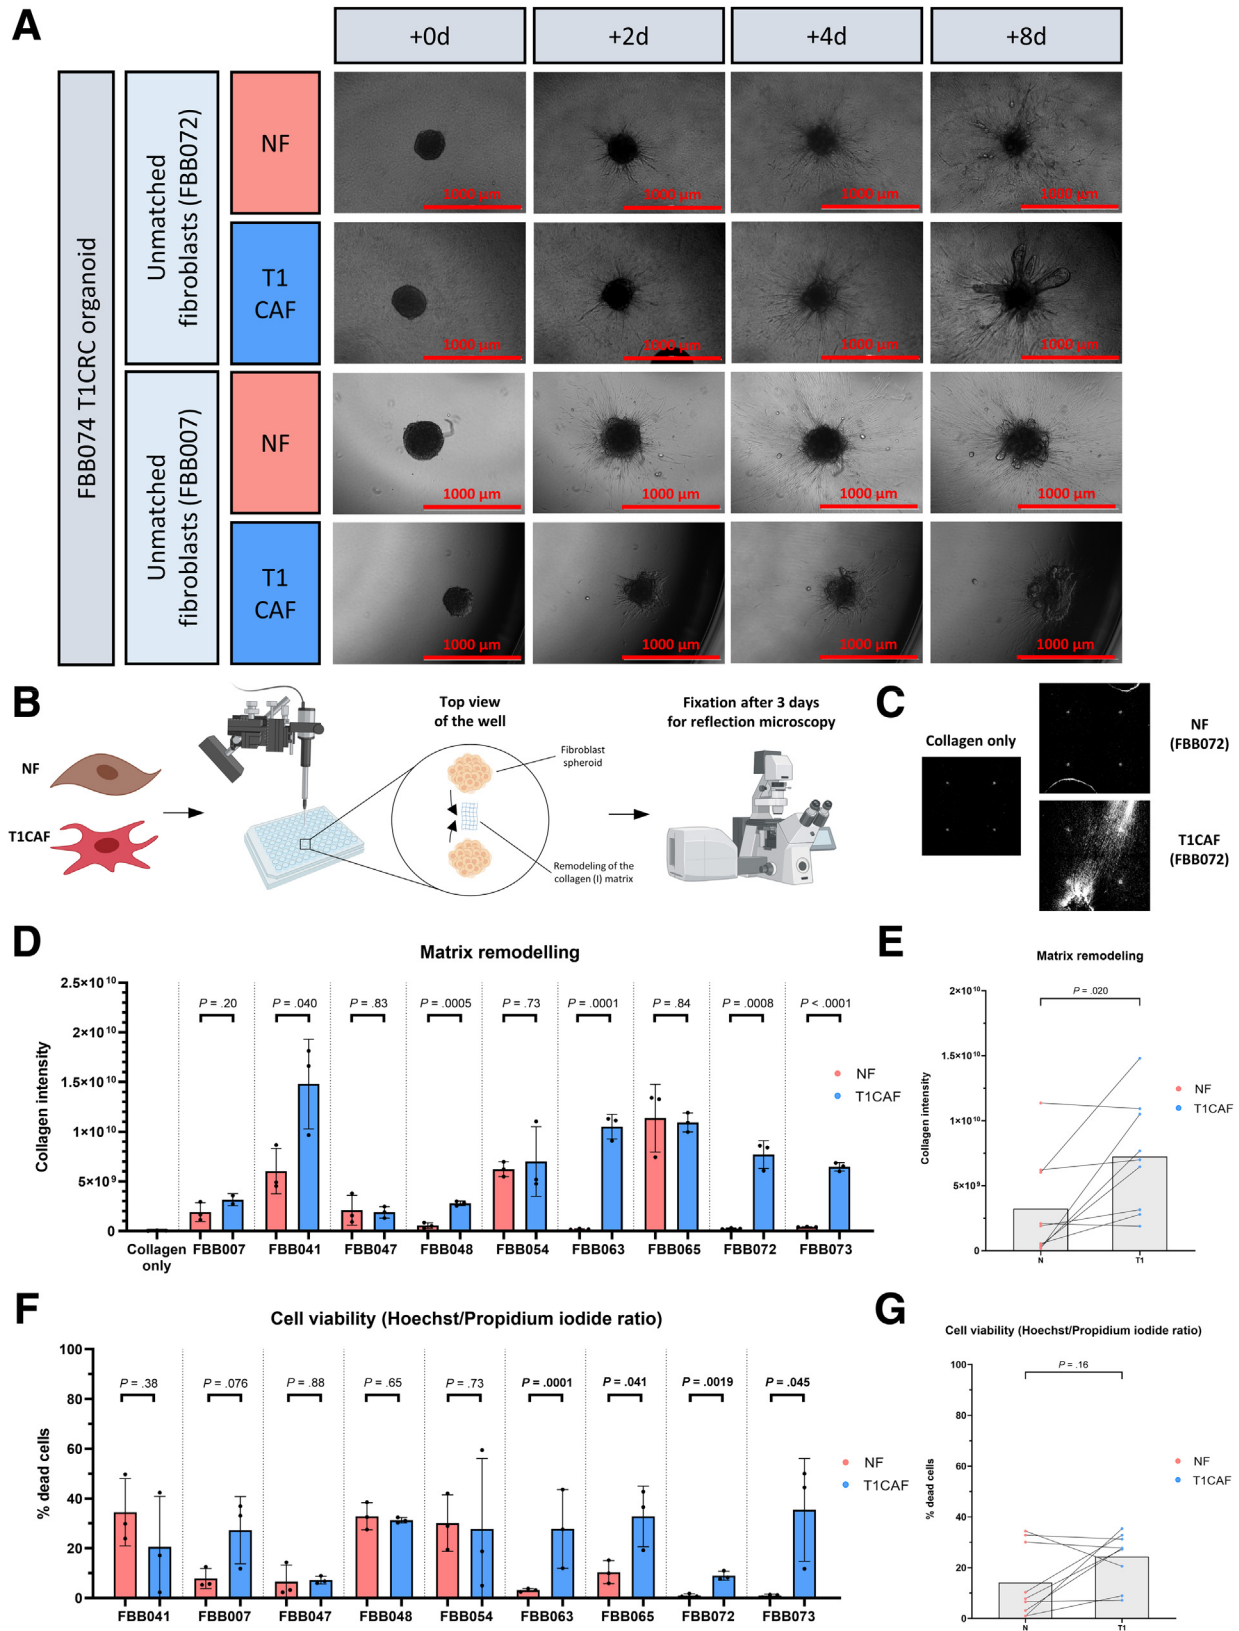 A
+0d
+2d
+4d
+8d
FBB074 T1CRC organoid
Unmatched
fibroblasts (FBB072)
NF
1000 µm
1000 µm
1000 µm
1000 µm
T1
CAF
1000 µm
1000 µm
1000 µm
1000 µm
Unmatched
fibroblasts (FBB007)
NF
1000 µm
1000 µm
1000 µm
1000 µm
T1
CAF
1000 µm
1000 µm
1000 µm
1000 µm
B
NF
T1CAF
Top view
of the well
Fibroblast
spheroid
Remodeling of the
collagen (I) matrix
Fixation after 3 days
for reflection microscopy
C
Collagen only
NF
(FBB072)
T1CAF
(FBB072)
D
Matrix remodelling
Collagen intensity
2.5×10¹⁰
2×10¹⁰
1.5×10¹⁰
1×10¹⁰
5×10⁹
0
P = .20
P = .040
P = .83
P = .0005
P = .73
P = .0001
P = .84
P = .0008
P < .0001
NF
T1CAF
Collagen
only
FBB007
FBB041
FBB047
FBB048
FBB054
FBB063
FBB065
FBB072
FBB073
E
Matrix remodeling
Collagen intensity
2×10¹⁰
1.5×10¹⁰
1×10¹⁰
5×10⁹
0
P = .020
NF
T1CAF
N
T1
F
Cell viability (Hoechst/Propidium iodide ratio)
% dead cells
100
80
60
40
20
0
P = .38
P = .076
P = .88
P = .65
P = .73
P = .0001
P = .041
P = .0019
P = .045
NF
T1CAF
FBB041
FBB007
FBB047
FBB048
FBB054
FBB063
FBB065
FBB072
FBB073
G
Cell viability (Hoechst/Propidium iodide ratio)
% dead cells
100
80
60
40
20
0
P = .16
NF
T1CAF
N
T1